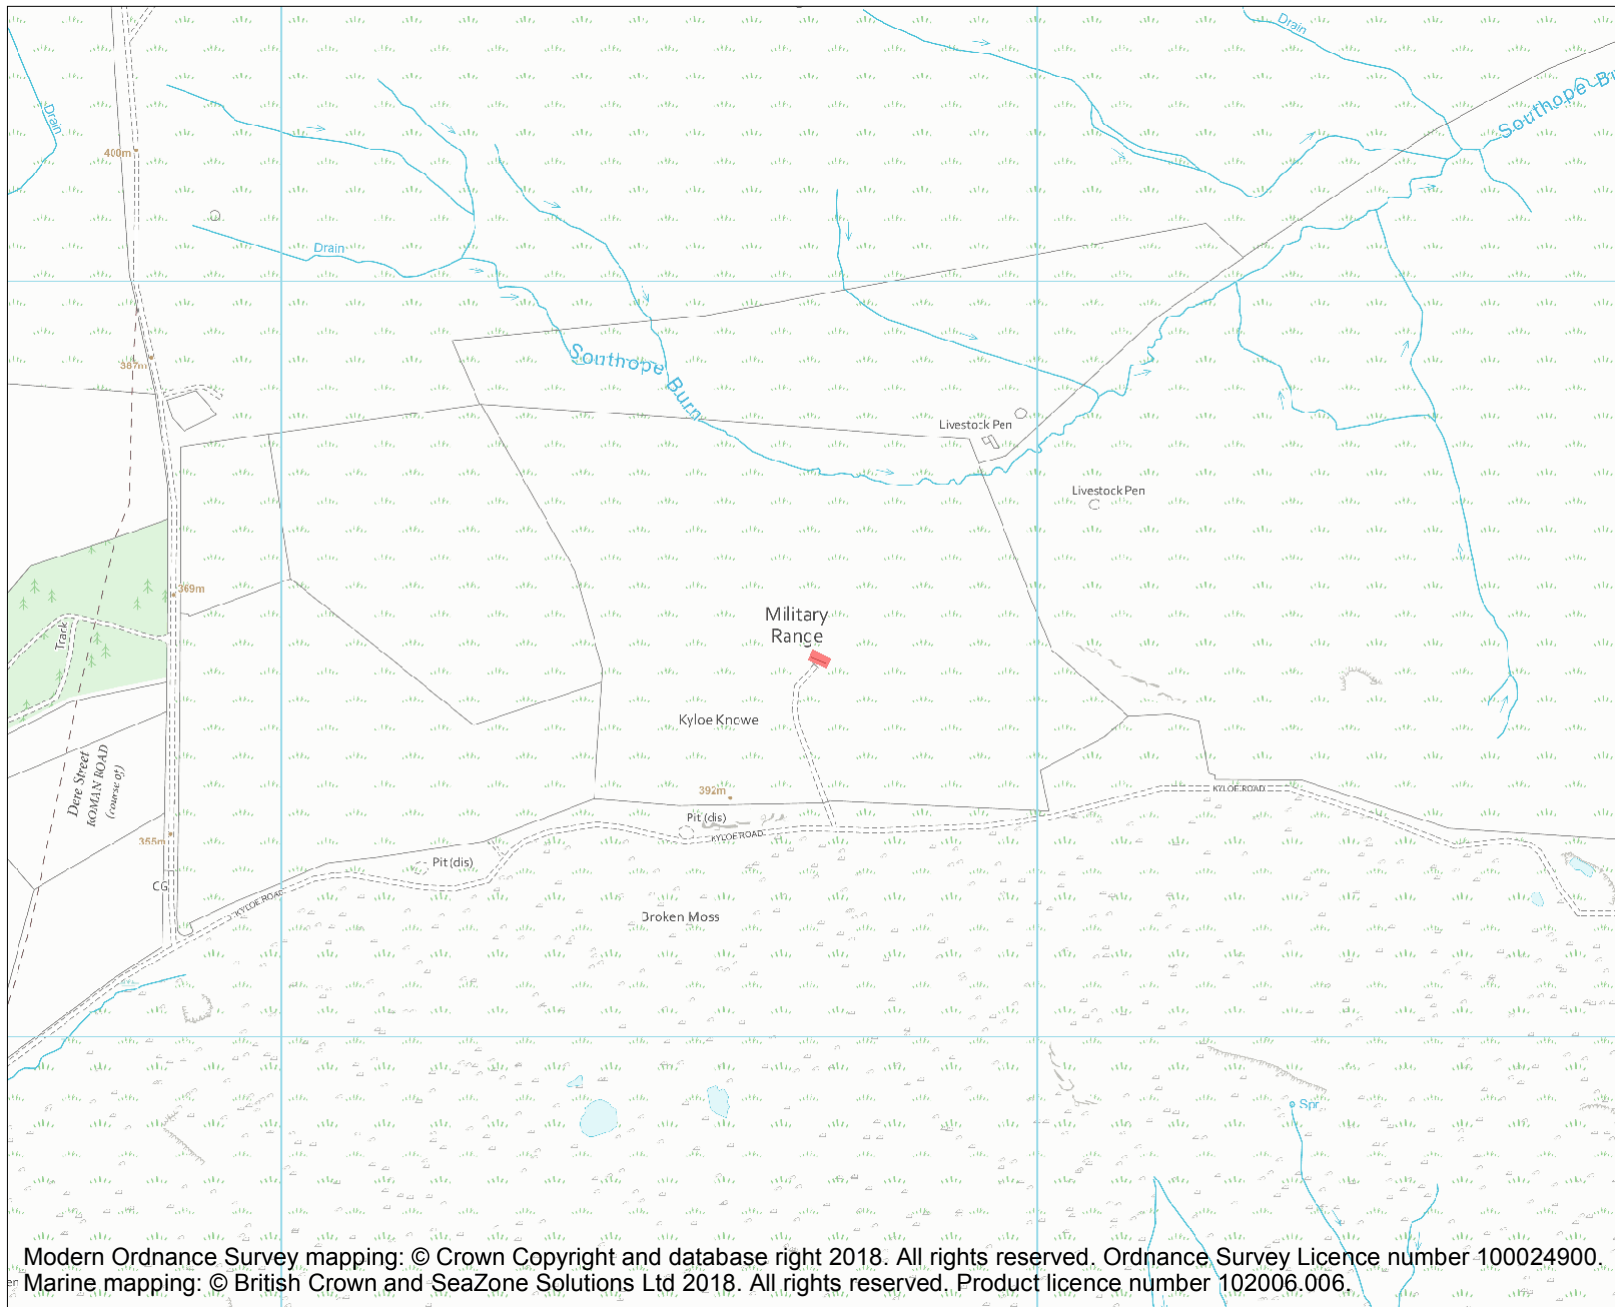 Drain
Southope Bu
Drain
400m
Drain
387m
Southope Burn
Livestock Pen
Livestock Pen
369m
Military
Range
Track
Kyloe Knowe
Dere Street
ROMAN ROAD
(course of)
392m
KYLOE ROAD
Pit (dis)
KYLOE ROAD
355m
Pit (dis)
CG
KYLOE ROAD
Broken Moss
Spr
Modern Ordnance Survey mapping: © Crown Copyright and database right 2018. All rights reserved. Ordnance Survey Licence number 100024900.
Marine mapping: © British Crown and SeaZone Solutions Ltd 2018. All rights reserved. Product licence number 102006.006.